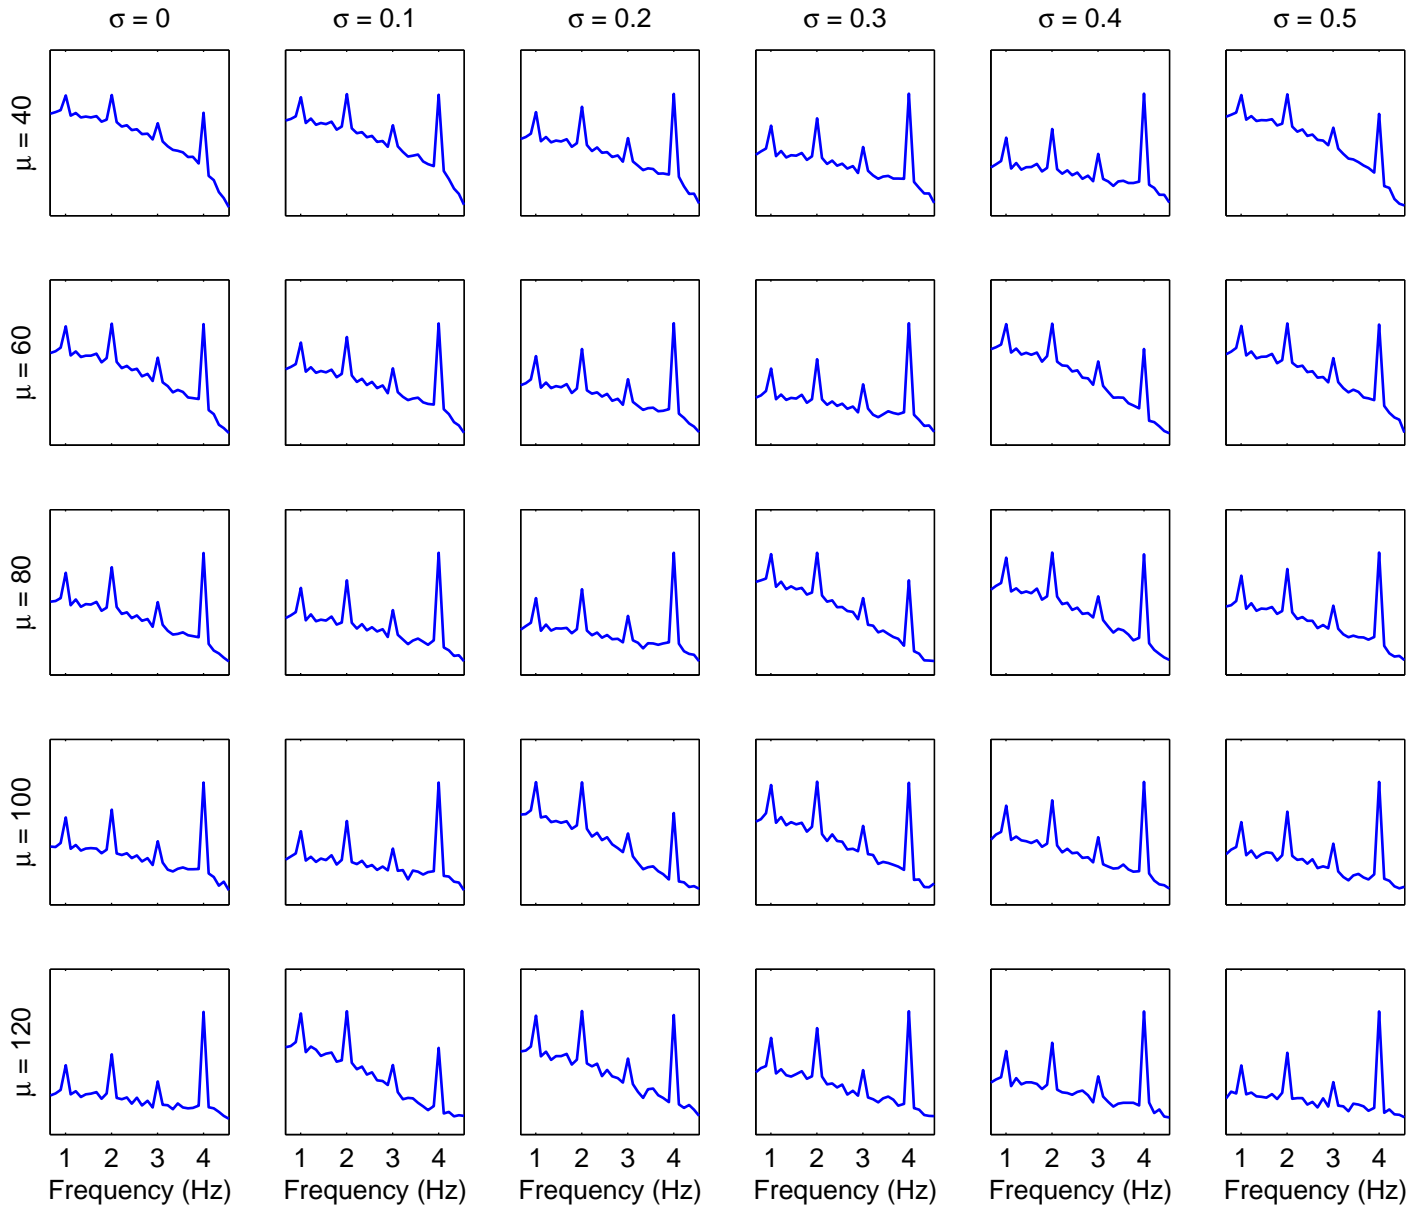 σ = 0 σ = 0.1 σ = 0.2 σ = 0.3 σ = 0.4 σ = 0.5
μ = 40
μ = 60
μ = 80
μ = 100
μ = 120
1 2 3 4 1 2 3 4 1 2 3 4 1 2 3 4 1 2 3 4 1 2 3 4
Frequency (Hz) Frequency (Hz) Frequency (Hz) Frequency (Hz) Frequency (Hz) Frequency (Hz)